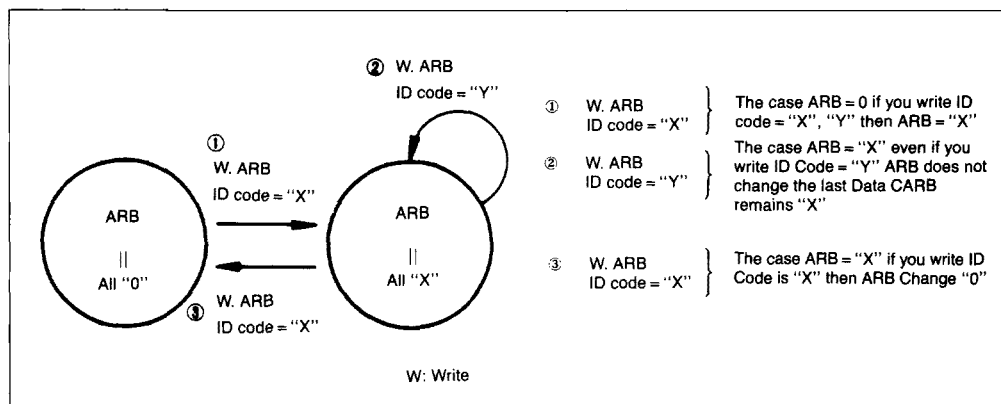 ② W. ARB
ID code = “Y”
①
W. ARB
ID code = “X”
ARB
||
All “0”
ARB
||
All “X”
③ W. ARB
ID code = “X”
W: Write
① W. ARB
ID code = “X”
The case ARB = 0 if you write ID
code = “X”, “Y” then ARB = “X”
② W. ARB
ID code = “Y”
The case ARB = “X” even if you
write ID Code = “Y” ARB does not
change the last Data CARB
remains “X”
③ W. ARB
ID code = “X”
The case ARB = “X” if you write ID
Code is “X” then ARB Change “0”